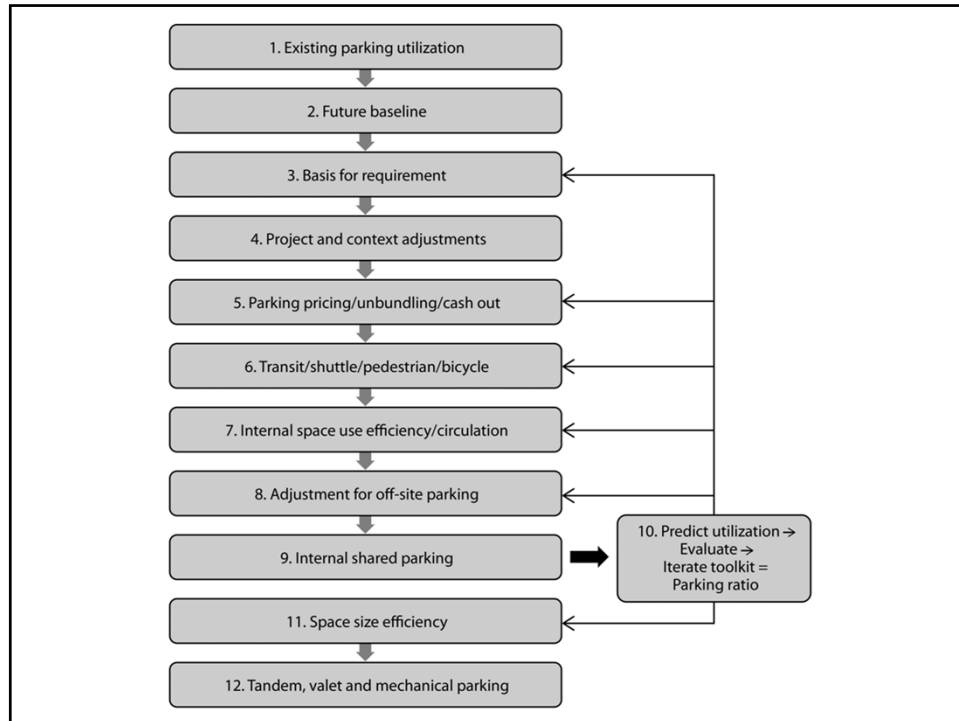 1. Existing parking utilization
2. Future baseline
3. Basis for requirement
4. Project and context adjustments
5. Parking pricing/unbundling/cash out
6. Transit/shuttle/pedestrian/bicycle
7. Internal space use efficiency/circulation
8. Adjustment for off-site parking
9. Internal shared parking
10. Predict utilization →
Evaluate →
Iterate toolkit =
Parking ratio
11. Space size efficiency
12. Tandem, valet and mechanical parking